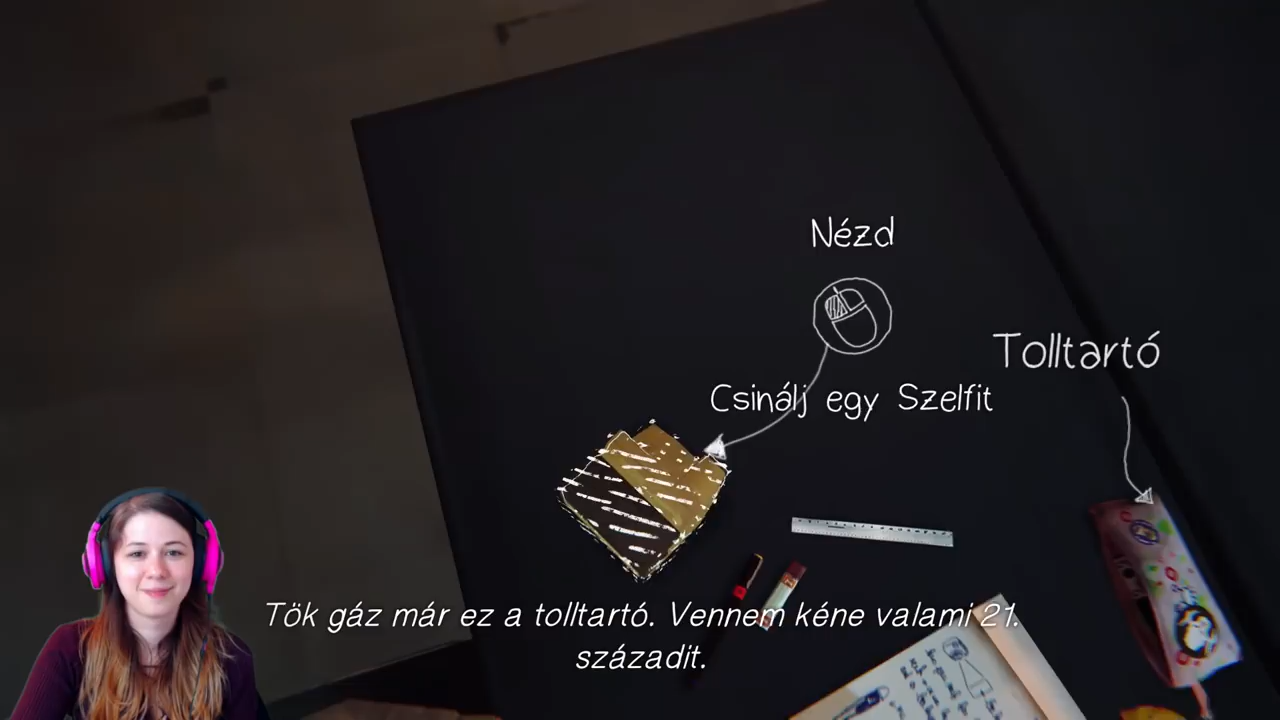 Nézd
Tolltartó
Csinálj egy Szelfit
Tök gáz már ez a tolltartó. Vennem kéne valami 21.
századit.